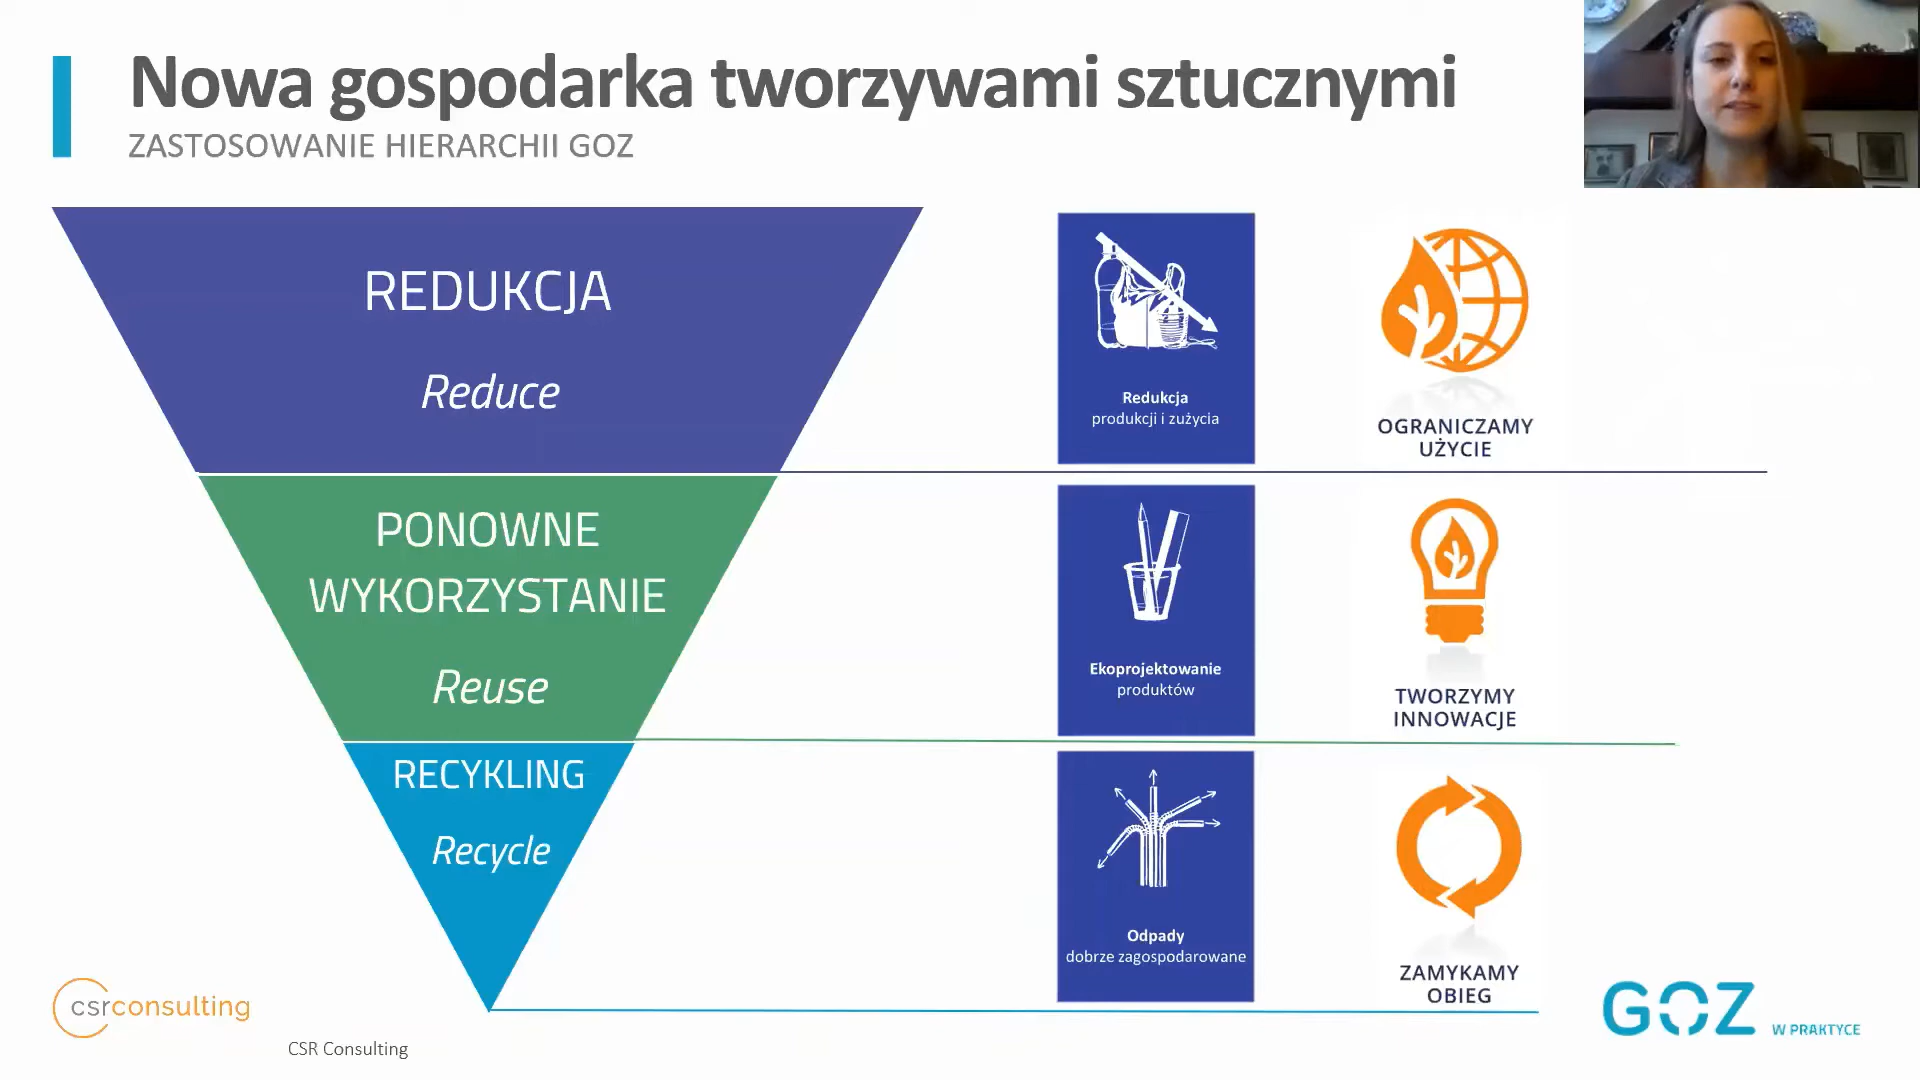 Nowa gospodarka tworzywami sztucznymi
ZASTOSOWANIE HIERARCHII GOZ
REDUKCJA
Reduce
Redukcja
produkcji i zużycia
OGRANICZAMY
UŻYCIE
PONOWNE
WYKORZYSTANIE
Reuse
Ekoprojektowanie
produktów
TWORZYMY
INNOWACJE
RECYKLING
Recycle
Odpady
dobrze zagospodarowane
ZAMYKAMY
OBIEG
csrconsulting
CSR Consulting
GOZ W PRAKTYCE